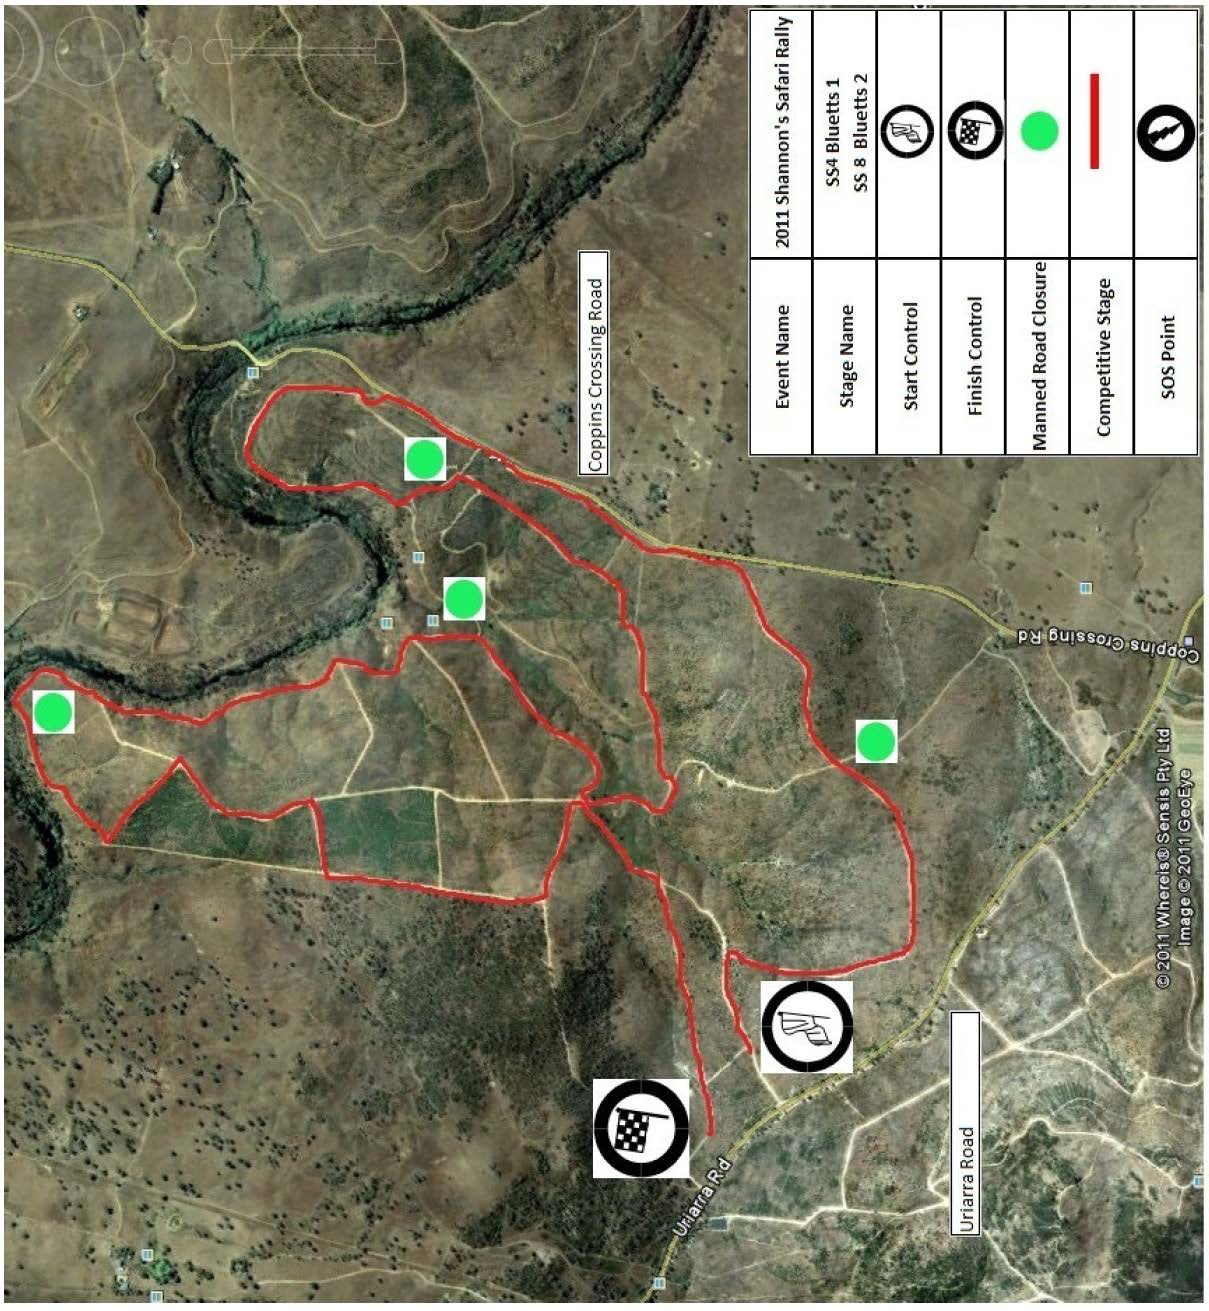 Event Name
2011 Shannon's Safari Rally
Stage Name
SS4 Bluetts 1
SS 8 Bluetts 2
Start Control
Finish Control
Manned Road Closure
Competitive Stage
SOS Point
Coppins Crossing Road
Coppins Crossing Rd
Uriarra Road
Uriarra Rd
© 2011 Whereis® Sensis Pty Ltd
Image © 2011 GeoEye